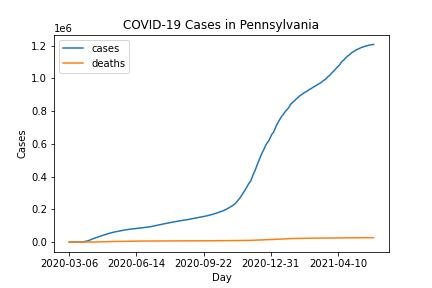 COVID-19 Cases in Pennsylvania
1e6
cases
deaths
1.2
1.0
0.8
0.6
0.4
0.2
0.0
Cases
2020-03-06 2020-06-14 2020-09-22 2020-12-31 2021-04-10
Day